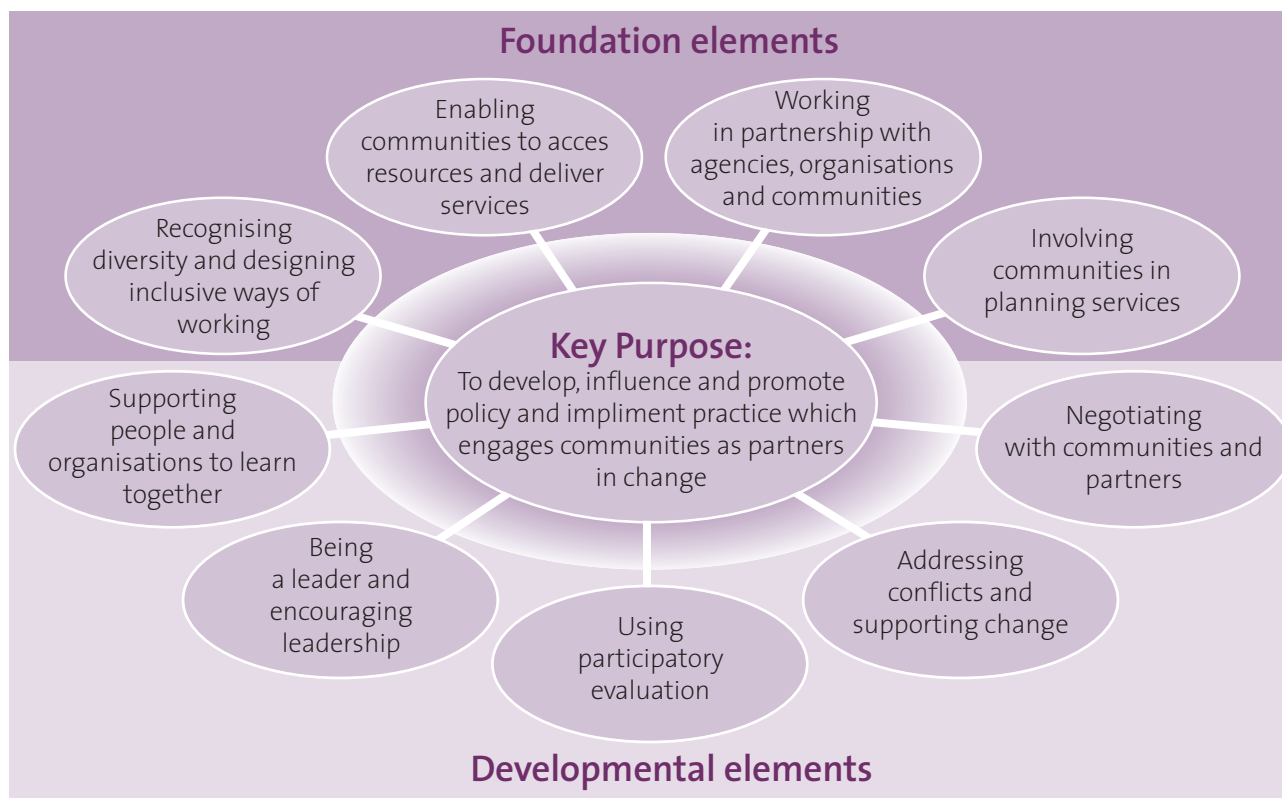 Foundation elements
Enabling
communities to acces
resources and deliver
services
Working
in partnership with
agencies, organisations
and communities
Recognising
diversity and designing
inclusive ways of
working
Involving
communities in
planning services
Key Purpose:
To develop, influence and promote
policy and impliment practice which
engages communities as partners
in change
Supporting
people and
organisations to learn
together
Negotiating
with communities and
partners
Being
a leader and
encouraging
leadership
Using
participatory
evaluation
Addressing
conflicts and
supporting change
Developmental elements